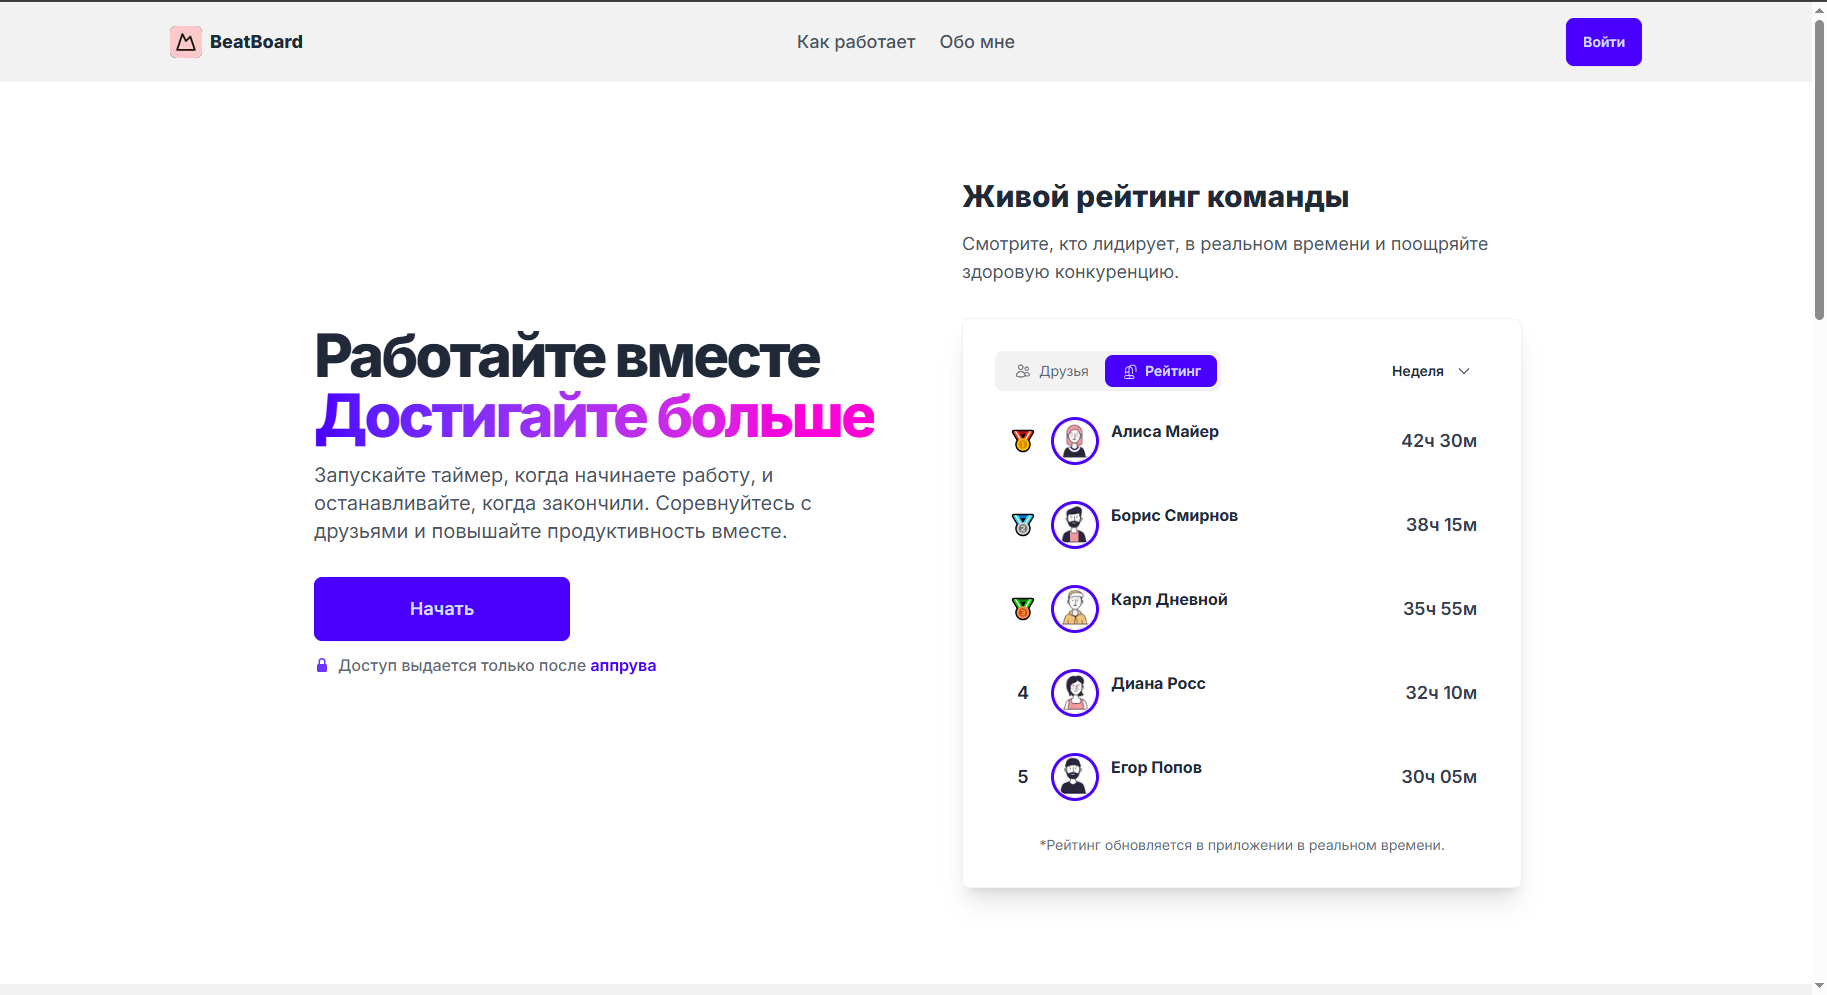 BeatBoard
Как работает
Обо мне
Войти
Работайте вместе
Достигайте больше
Запускайте таймер, когда начинаете работу, и
останавливайте, когда закончили. Соревнуйтесь с
друзьями и повышайте продуктивность вместе.
Начать
Доступ выдается только после аппрува
Живой рейтинг команды
Смотрите, кто лидирует, в реальном времени и поощряйте
здоровую конкуренцию.
Друзья
Рейтинг
Неделя
Алиса Майер 42ч 30м
Борис Смирнов 38ч 15м
Карл Дневной 35ч 55м
4 Диана Росс 32ч 10м
5 Егор Попов 30ч 05м
*Рейтинг обновляется в приложении в реальном времени.